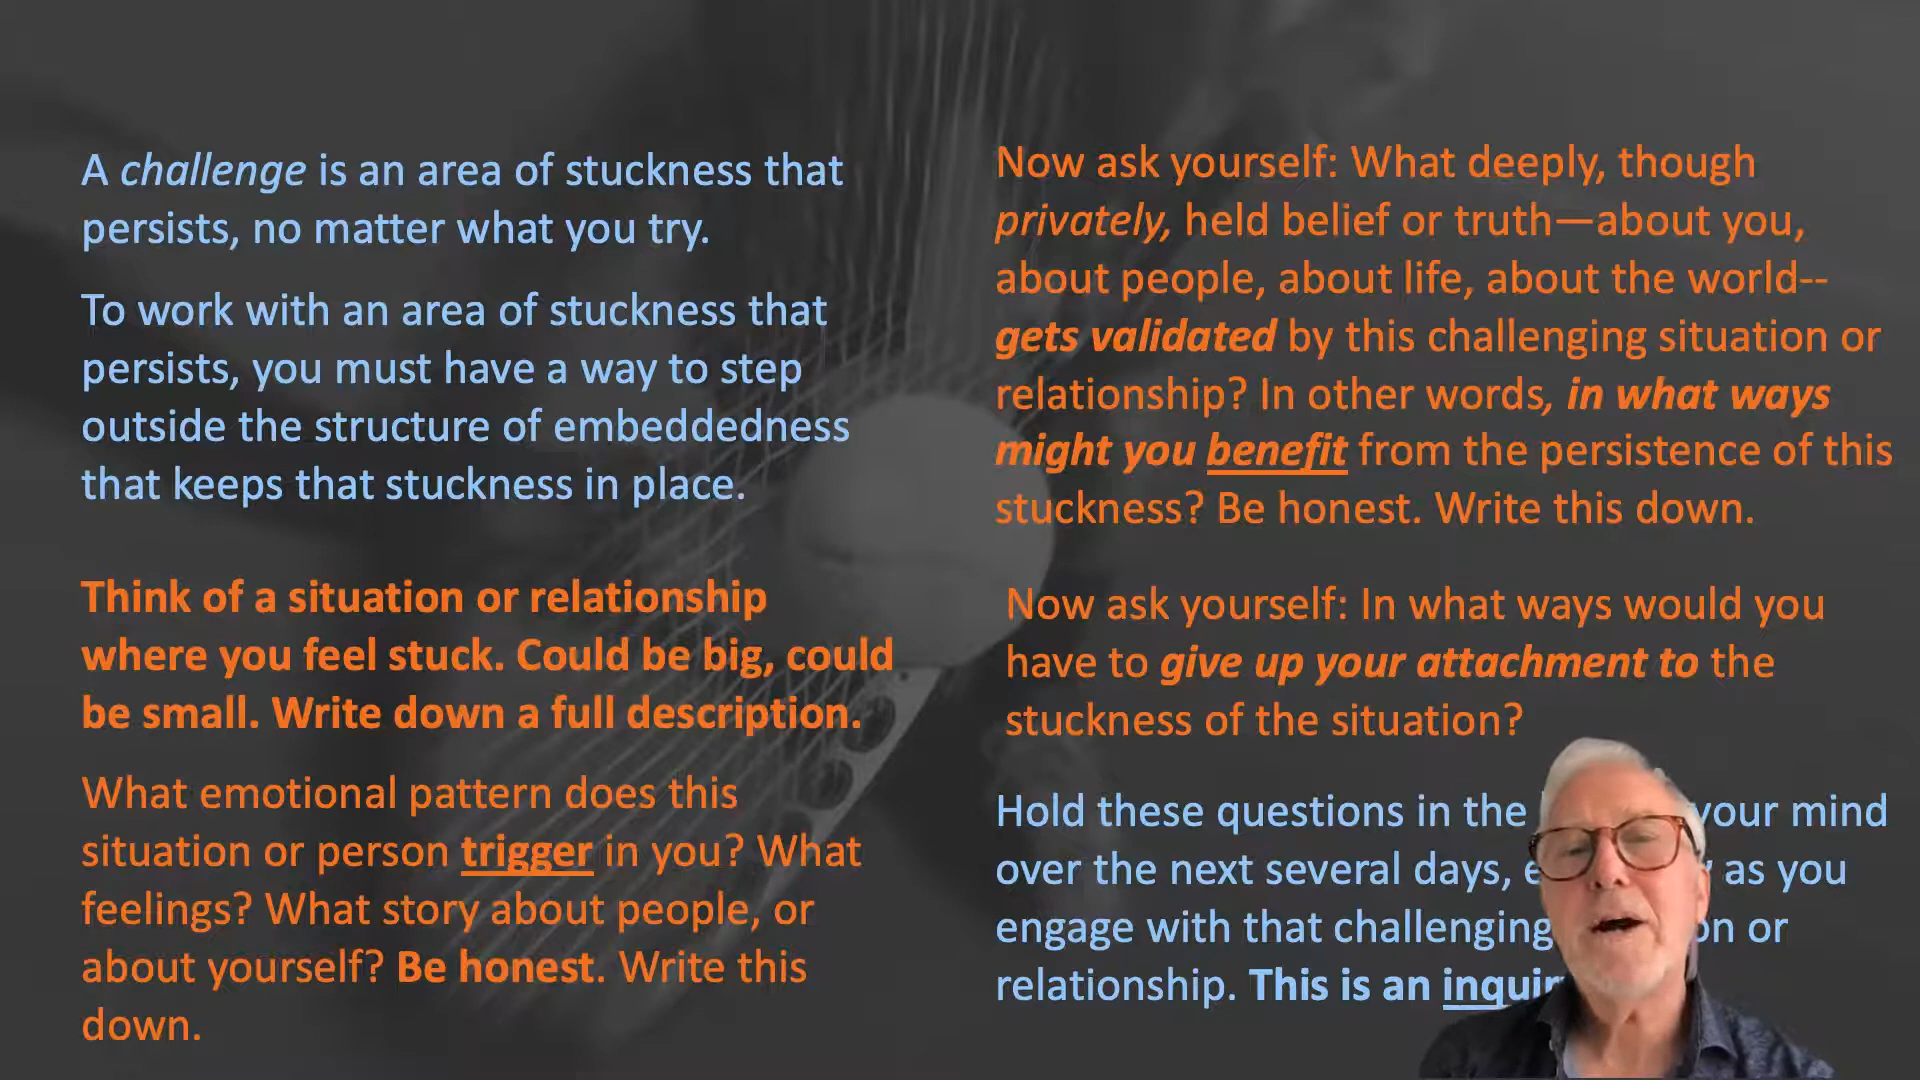 A challenge is an area of stuckness that
persists, no matter what you try.
To work with an area of stuckness that
persists, you must have a way to step
outside the structure of embeddedness
that keeps that stuckness in place.
Think of a situation or relationship
where you feel stuck. Could be big, could
be small. Write down a full description.
What emotional pattern does this
situation or person trigger in you? What
feelings? What story about people, or
about yourself? Be honest. Write this
down.
Now ask yourself: What deeply, though
privately, held belief or truth—about you,
about people, about life, about the world--
gets validated by this challenging situation or
relationship? In other words, in what ways
might you benefit from the persistence of this
stuckness? Be honest. Write this down.
Now ask yourself: In what ways would you
have to give up your attachment to the
stuckness of the situation?
Hold these questions in the your mind
over the next several days, as you
engage with that challenging or
relationship. This is an